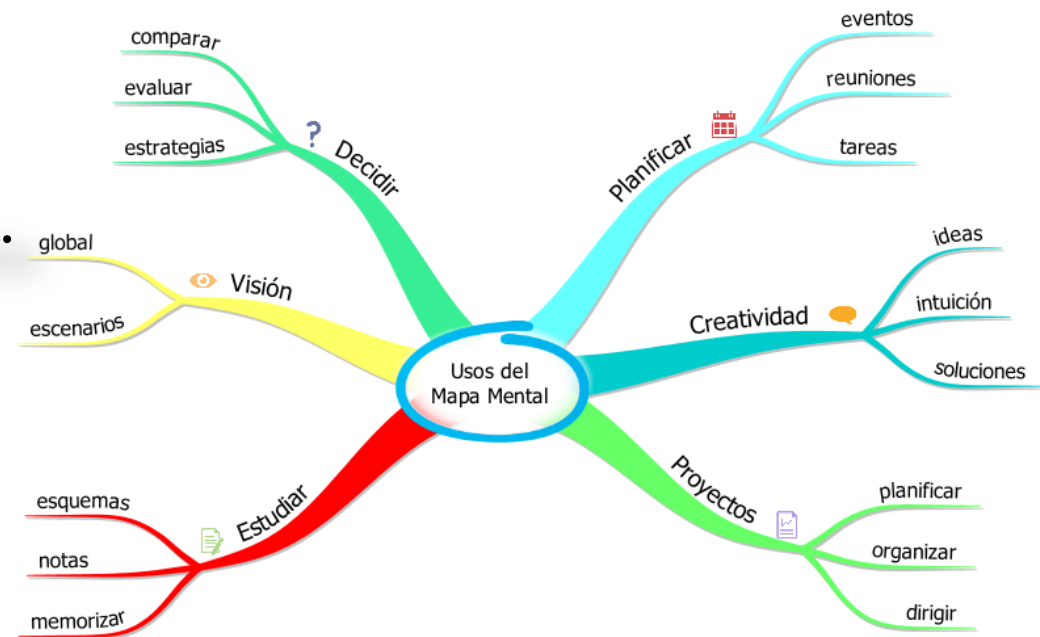 Usos del
Mapa Mental
Planificar
eventos
reuniones
tareas
Creatividad
ideas
intuición
soluciones
Proyectos
planificar
organizar
dirigir
Estudiar
esquemas
notas
memorizar
Visión
global
escenarios
Decidir
comparar
evaluar
estrategias